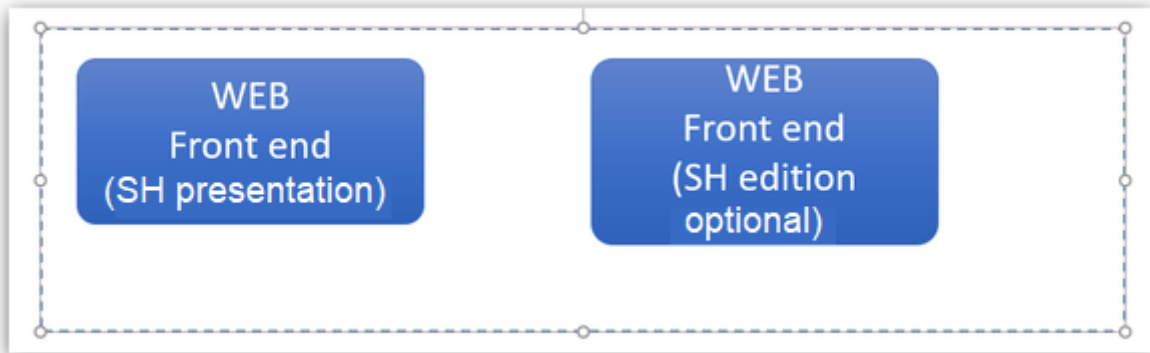 WEB
Front end
(SH presentation)
WEB
Front end
(SH edition
optional)